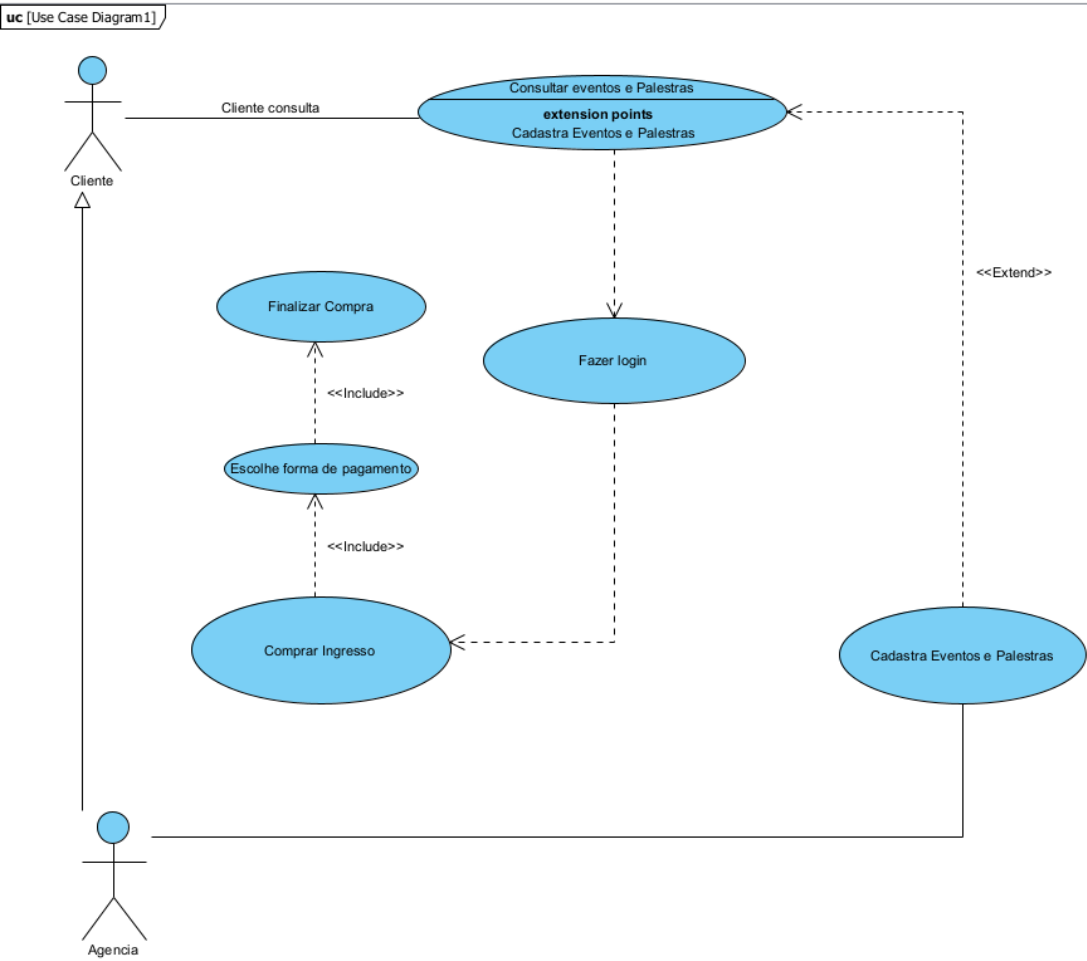 uc [Use Case Diagram1]
Consultar eventos e Palestras
extension points
Cadastra Eventos e Palestras
Cliente consulta
Cliente
<<Extend>>
Finalizar Compra
Fazer login
<<Include>>
Escolhe forma de pagamento
<<Include>>
Comprar Ingresso
Cadastra Eventos e Palestras
Agencia